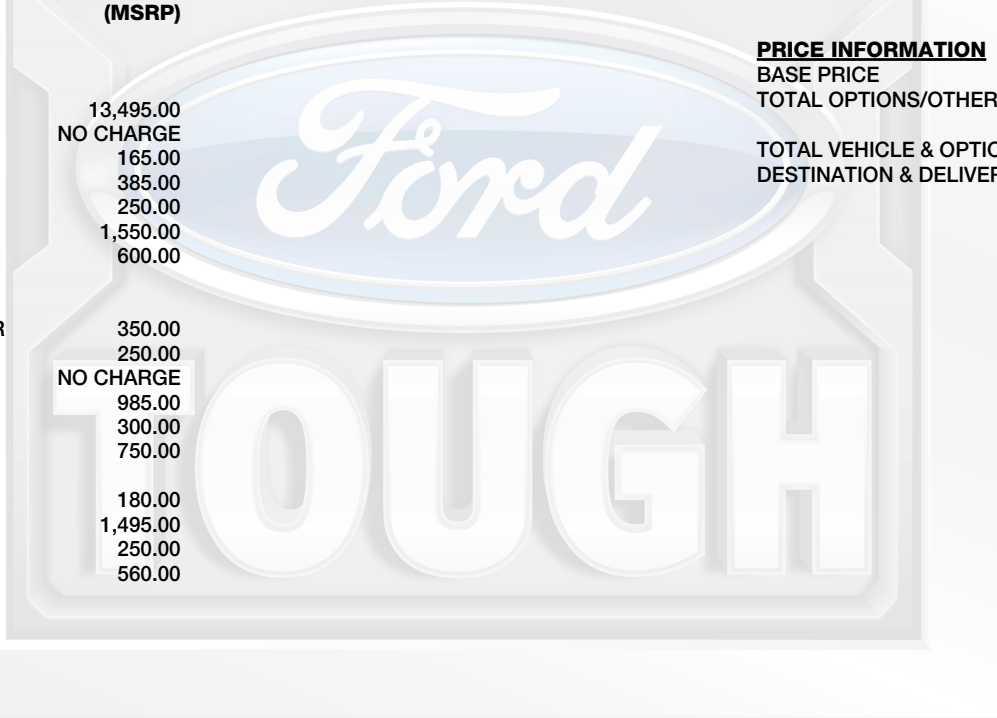 (MSRP)
13,495.00
NO CHARGE
165.00
385.00
250.00
1,550.00
600.00
R 350.00
250.00
NO CHARGE
985.00
300.00
750.00
180.00
1,495.00
250.00
560.00
PRICE INFORMATION
BASE PRICE
TOTAL OPTIONS/OTHER
TOTAL VEHICLE & OPTIO
DESTINATION & DELIVER
Ford
TOUGH